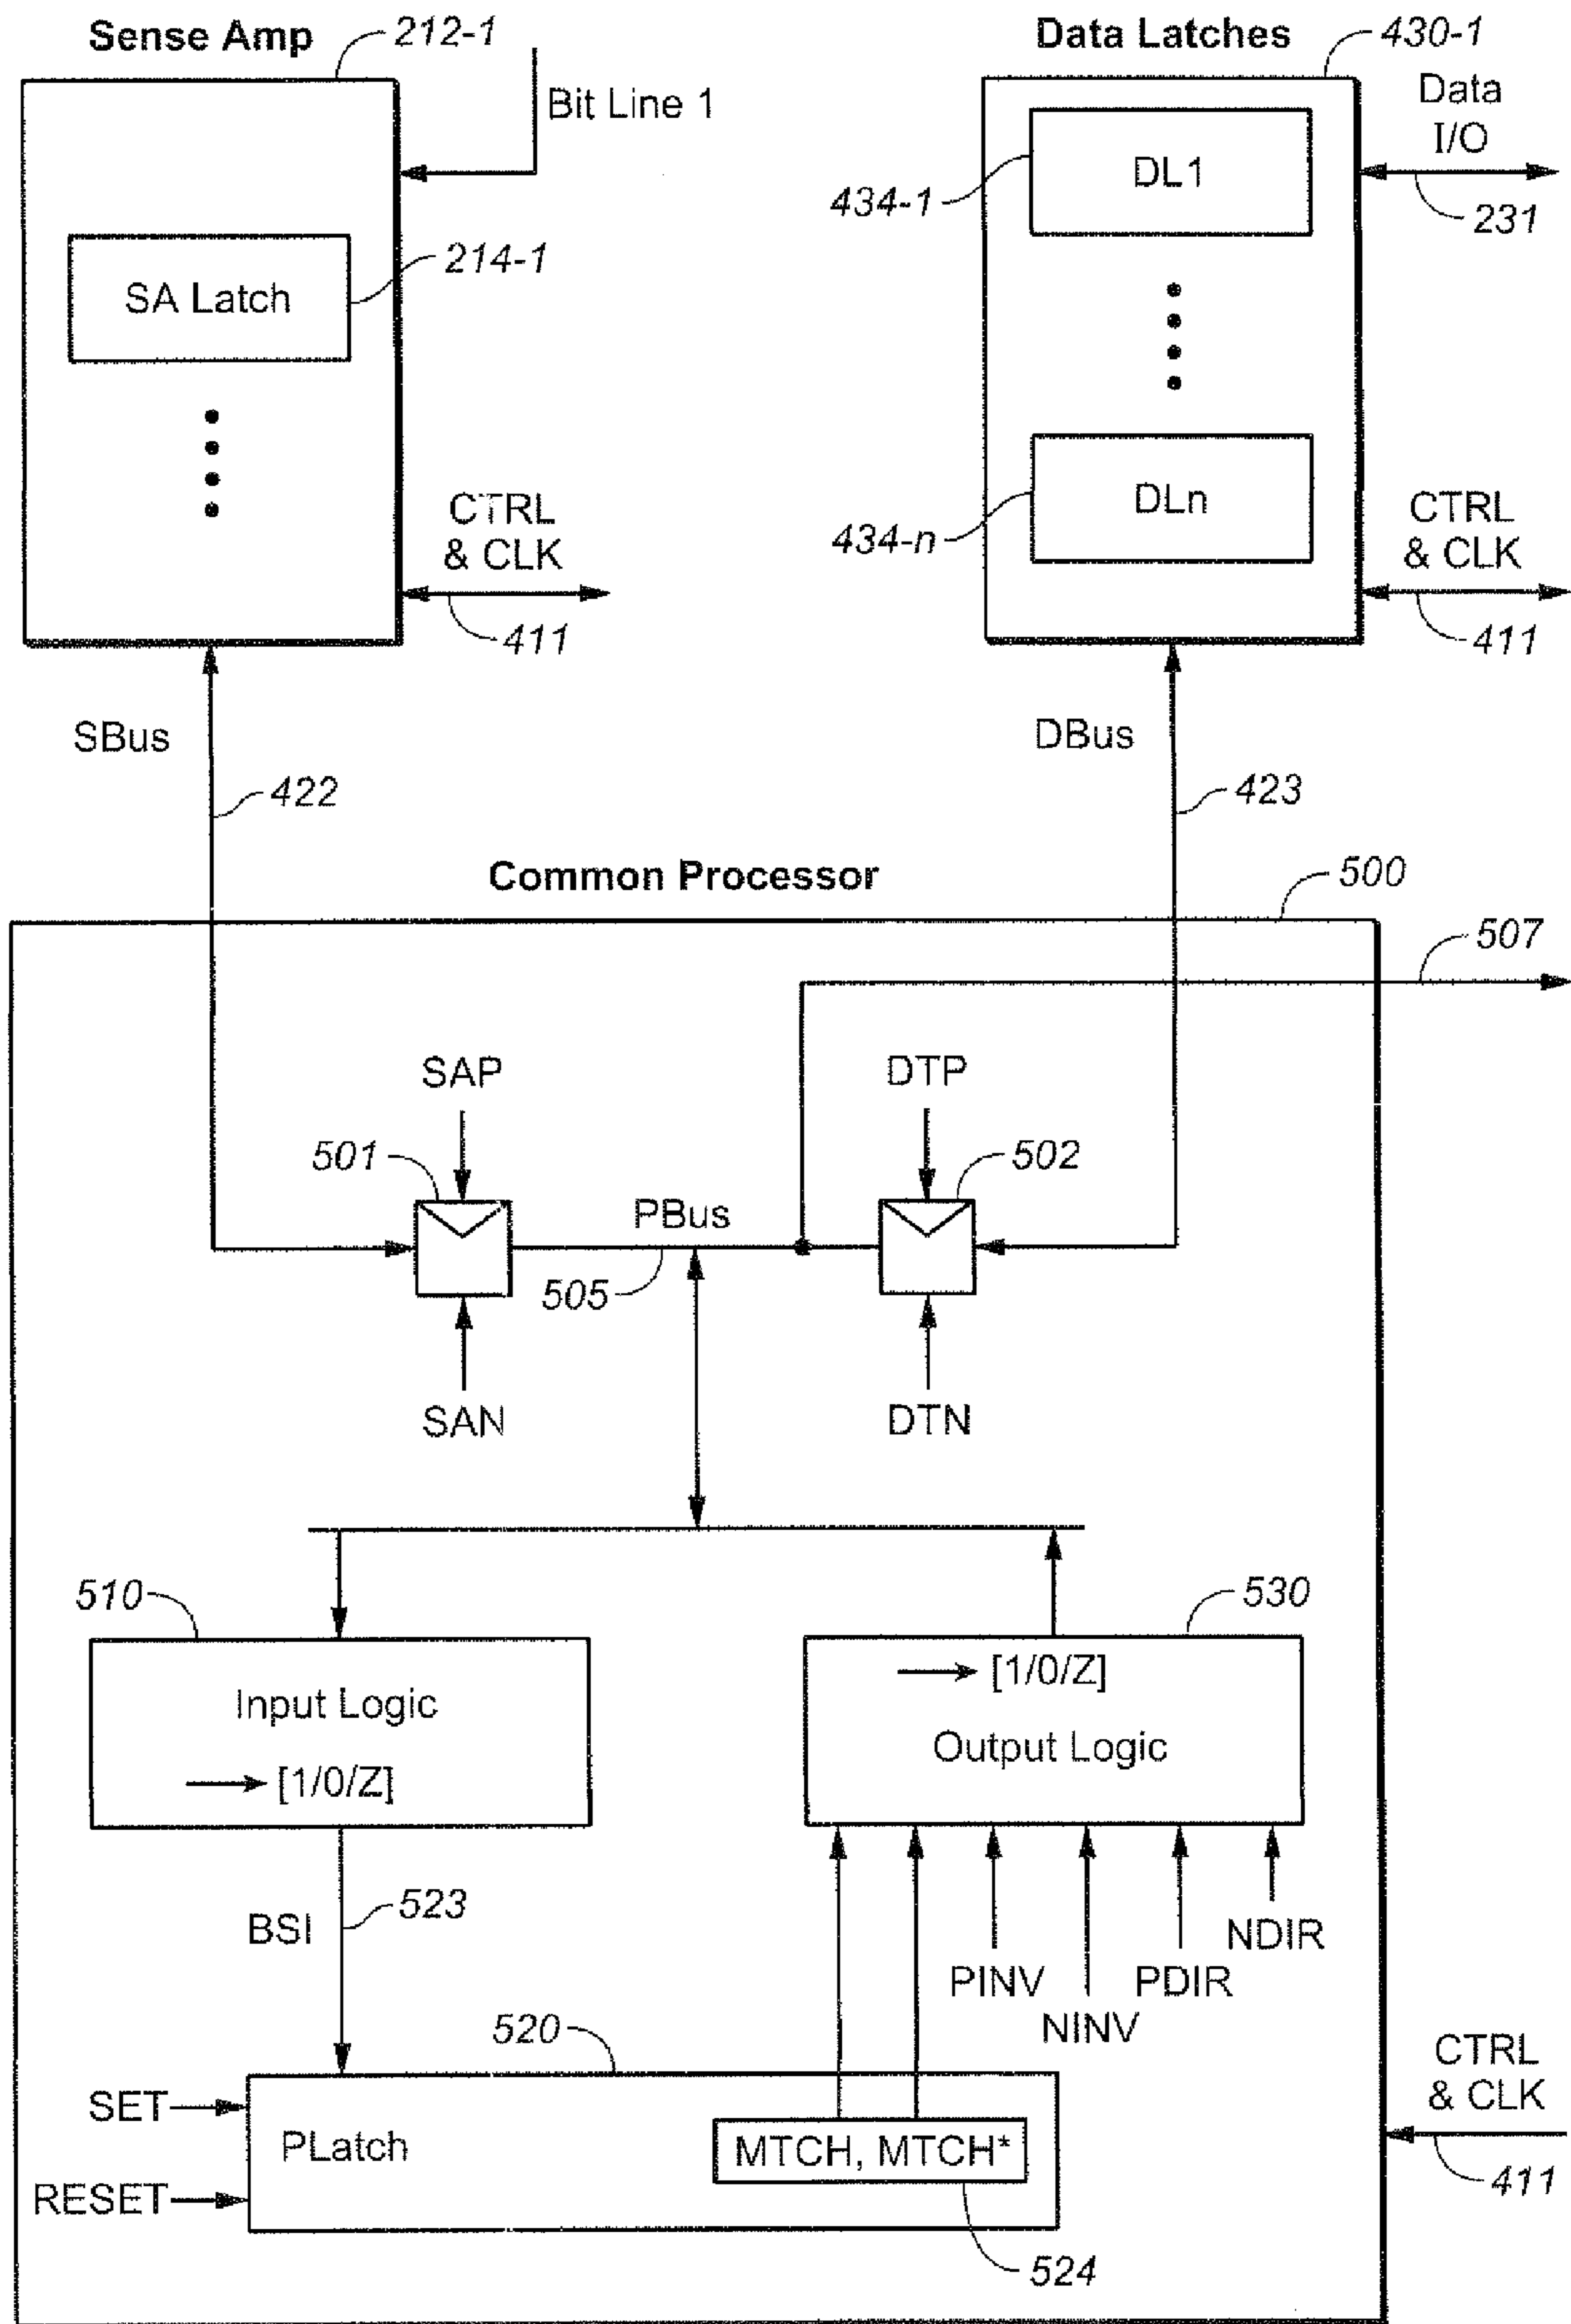 Sense Amp
212-1
Data Latches
430-1
Bit Line 1
Data
I/O
DL1
434-1
231
214-1
SA Latch
DLn
434-n
CTRL
& CLK
411
CTRL
& CLK
411
SBus
DBus
422
423
Common Processor
500
507
SAP
DTP
501
502
PBus
505
SAN
DTN
510
530
Input Logic
[1/0/Z]
[1/0/Z]
Output Logic
BSI
523
NDIR
PINV
PDIR
NINV
520
CTRL
& CLK
411
SET
PLatch
MTCH, MTCH*
RESET
524